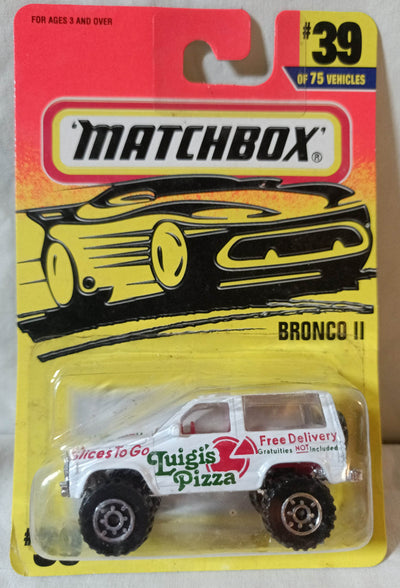 FOR AGES 3 AND OVER
#39
OF 75 VEHICLES
"MATCHBOX"®
BRONCO II
Slices To Go
Luigi's
Pizza
Free Delivery
Gratuities NOT Included